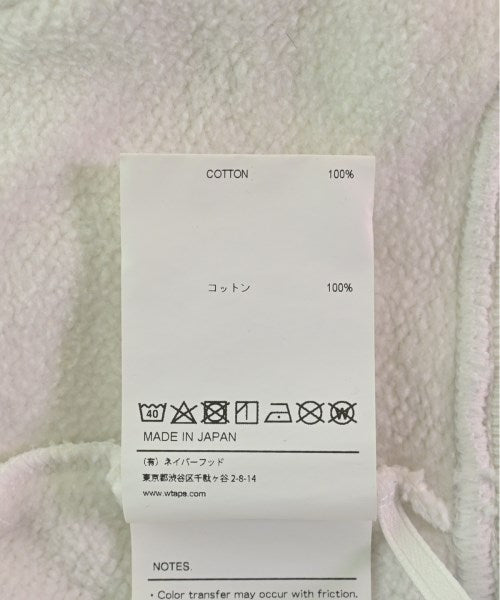 COTTON 100%
コットン 100%
40 W
MADE IN JAPAN
(有) ネイバーフッド
東京都渋谷区千駄ヶ谷 2-8-14
www.wtaps.com
NOTES.
・Color transfer may occur with friction.